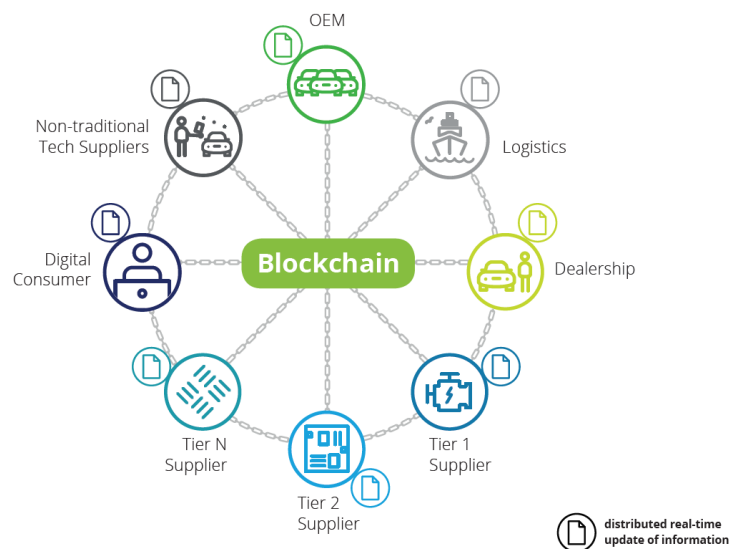 OEM
Non-traditional
Tech Suppliers
Logistics
Digital
Consumer
Blockchain
Dealership
Tier N
Supplier
Tier 1
Supplier
Tier 2
Supplier
distributed real-time
update of information